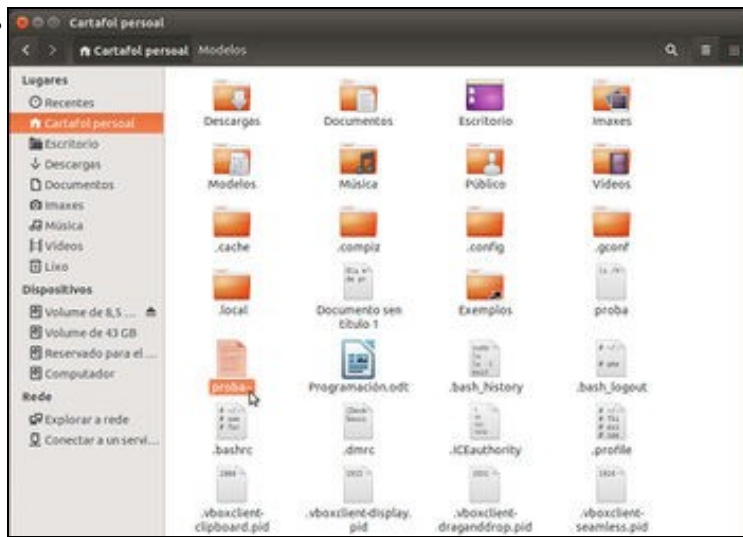 Cartafol persoal
Cartafol persoal Modelos
Lugares
Recentes
Cartafol persoal
Escritorio
Descargas
Documentos
Imaxes
Música
Vídeos
Lixo
Dispositivos
Volume de 8,5 ...
Volume de 43 GB
Reservado para el ...
Computador
Rede
Explorar a rede
Conectar a un servi...
Descargas Documentos Escritorio Imaxes
Modelos Música Público Vídeos
.cache .compiz .config .gconf
.local Documento sen título 1 Exemplos proba
proba~ Programación.odt .bash_history .bash_logout
.bashrc .dmrc .ICEauthority .profile
.vboxclient-clipboard.pid .vboxclient-display.pid .vboxclient-draganddrop.pid .vboxclient-seamless.pid